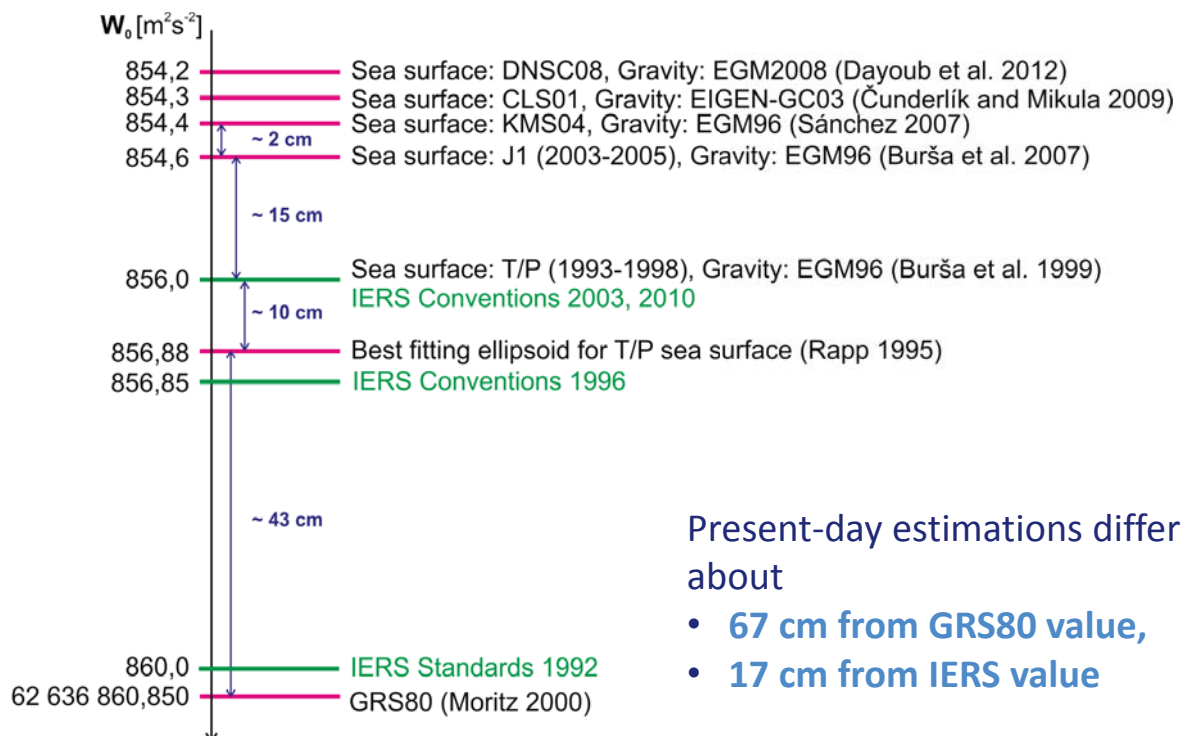 W₀ [m²s⁻²]
854,2 Sea surface: DNSC08, Gravity: EGM2008 (Dayoub et al. 2012)
854,3 Sea surface: CLS01, Gravity: EIGEN-GC03 (Čunderlík and Mikula 2009)
854,4 Sea surface: KMS04, Gravity: EGM96 (Sánchez 2007)
~ 2 cm
854,6 Sea surface: J1 (2003-2005), Gravity: EGM96 (Burša et al. 2007)
~ 15 cm
856,0 Sea surface: T/P (1993-1998), Gravity: EGM96 (Burša et al. 1999)
IERS Conventions 2003, 2010
~ 10 cm
856,88 Best fitting ellipsoid for T/P sea surface (Rapp 1995)
856,85 IERS Conventions 1996
~ 43 cm
Present-day estimations differ
about
• 67 cm from GRS80 value,
• 17 cm from IERS value
860,0 IERS Standards 1992
62 636 860,850 GRS80 (Moritz 2000)